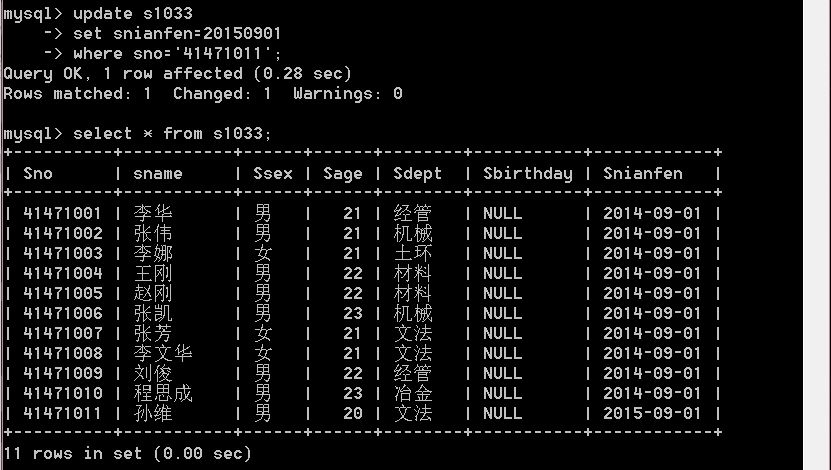 mysql> update s1033
    -> set snianfen=20150901
    -> where sno='41471011';
Query OK, 1 row affected (0.28 sec)
Rows matched: 1  Changed: 1  Warnings: 0
mysql> select * from s1033;
+----------+--------+------+------+-------+-----------+------------+
| Sno      | sname  | Ssex | Sage | Sdept | Sbirthday | Snianfen   |
+----------+--------+------+------+-------+-----------+------------+
| 41471001 | 李华   | 男   |   21 | 经管  | NULL      | 2014-09-01 |
| 41471002 | 张伟   | 男   |   21 | 机械  | NULL      | 2014-09-01 |
| 41471003 | 李娜   | 女   |   21 | 土环  | NULL      | 2014-09-01 |
| 41471004 | 王刚   | 男   |   22 | 材料  | NULL      | 2014-09-01 |
| 41471005 | 赵刚   | 男   |   22 | 材料  | NULL      | 2014-09-01 |
| 41471006 | 张凯   | 男   |   23 | 机械  | NULL      | 2014-09-01 |
| 41471007 | 张芳   | 女   |   21 | 文法  | NULL      | 2014-09-01 |
| 41471008 | 李文华 | 女   |   21 | 文法  | NULL      | 2014-09-01 |
| 41471009 | 刘俊   | 男   |   22 | 经管  | NULL      | 2014-09-01 |
| 41471010 | 程思成 | 男   |   23 | 冶金  | NULL      | 2014-09-01 |
| 41471011 | 孙维   | 男   |   20 | 文法  | NULL      | 2015-09-01 |
+----------+--------+------+------+-------+-----------+------------+
11 rows in set (0.00 sec)